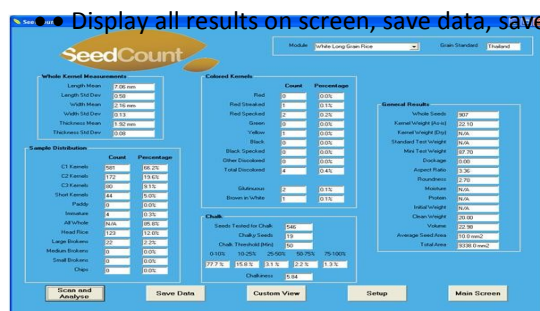 • • Display all results on screen, save data, save
SeedCount
Module White Long Grain Rice Grain Standard Thailand
Whole Kernel Measurements
Length Mean 7.06 mm
Length Std Dev 0.58
Width Mean 2.16 mm
Width Std Dev 0.13
Thickness Mean 1.92 mm
Thickness Std Dev 0.08
Sample Distribution
Count Percentage
C1 Kernels 581 66.2%
C2 Kernels 172 19.6%
C3 Kernels 80 9.1%
Short Kernels 44 5.0%
Paddy 0 0.0%
Immature 4 0.3%
All Whole N/A 85.6%
Head Rice 123 12.0%
Large Brokens 22 2.2%
Medium Brokens 0 0.0%
Small Brokens 0 0.0%
Chips 0 0.0%
Colored Kernels
Count Percentage
Red 0 0.0%
Red Streaked 1 0.1%
Red Specked 2 0.2%
Green 0 0.0%
Yellow 1 0.0%
Black 0 0.0%
Black Specked 0 0.0%
Other Discolored 0 0.0%
Total Discolored 4 0.4%
Glutinuous 2 0.1%
Brown in White 1 0.1%
Chalk
Seeds Tested for Chalk 546
Chalky Seeds 19
Chalk Threshold (Min) 50
0-10% 10-25% 25-50% 50-75% 75-100%
77.7 % 15.8 % 3.1 % 2.2 % 1.3 %
Chalkiness 5.84
General Results
Whole Seeds 907
Kernel Weight (As-is) 22.10
Kernel Weight (Dry) N/A
Standard Test Weight N/A
Mini Test Weight 87.70
Dockage 0.00
Aspect Ratio 3.36
Roundness 2.70
Moisture N/A
Protein N/A
Initial Weight N/A
Clean Weight 20.00
Volume 22.98
Average Seed Area 10.0 mm2
Total Area 9338.0 mm2
Scan and
Analyse
Save Data
Custom View
Setup
Main Screen